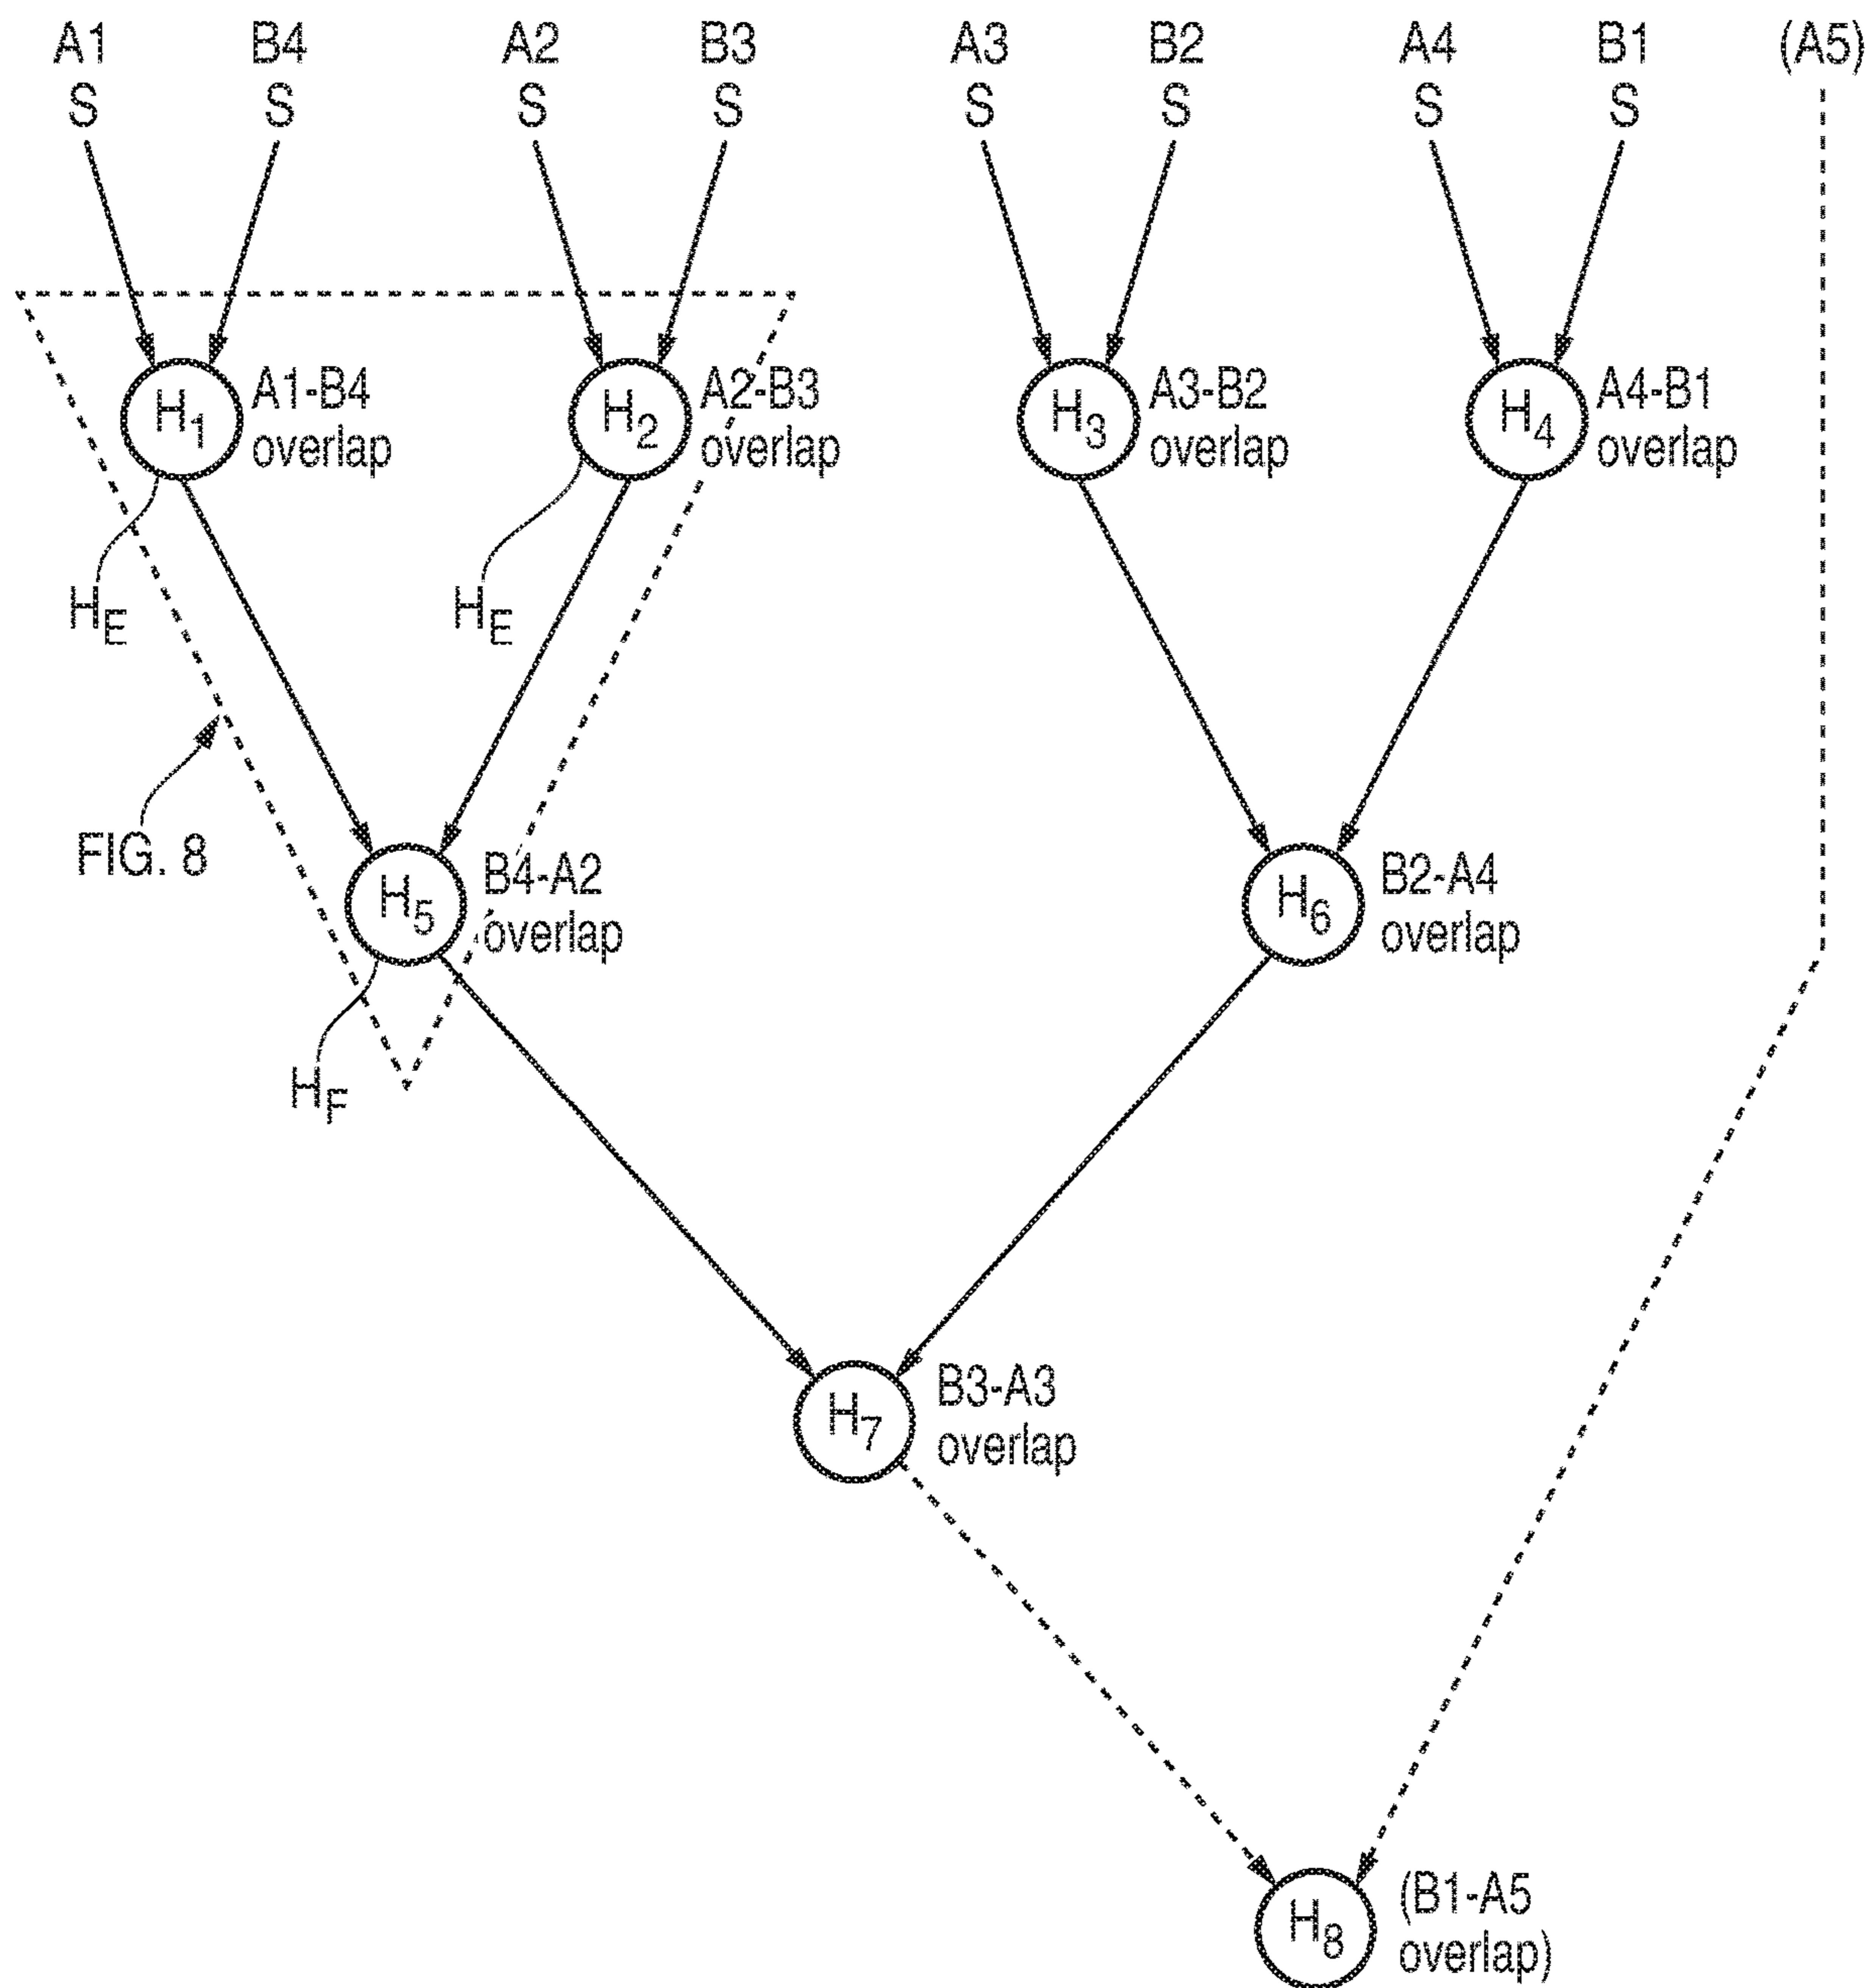 A1 B4 A2 B3 A3 B2 A4 B1 (A5)
S S S S S S S S
H1 A1-B4 overlap
H2 A2-B3 overlap
H3 A3-B2 overlap
H4 A4-B1 overlap
HE
HE
FIG. 8
H5 B4-A2 overlap
H6 B2-A4 overlap
HF
H7 B3-A3 overlap
H8 (B1-A5 overlap)